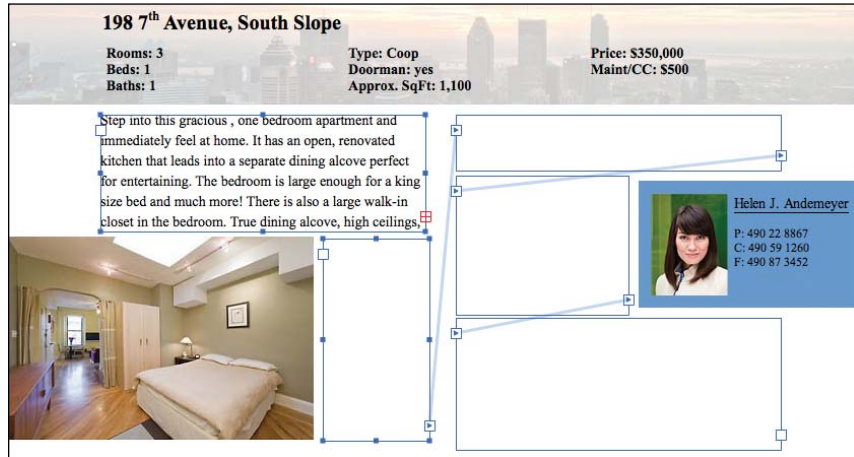 198 7th Avenue, South Slope
Rooms: 3
Beds: 1
Baths: 1
Type: Coop
Doorman: yes
Approx. SqFt: 1,100
Price: $350,000
Maint/CC: $500
Step into this gracious , one bedroom apartment and
immediately feel at home. It has an open, renovated
kitchen that leads into a separate dining alcove perfect
for entertaining. The bedroom is large enough for a king
size bed and much more! There is also a large walk-in
closet in the bedroom. True dining alcove, high ceilings,
Helen J. Andemeyer
P: 490 22 8867
C: 490 59 1260
F: 490 87 3452